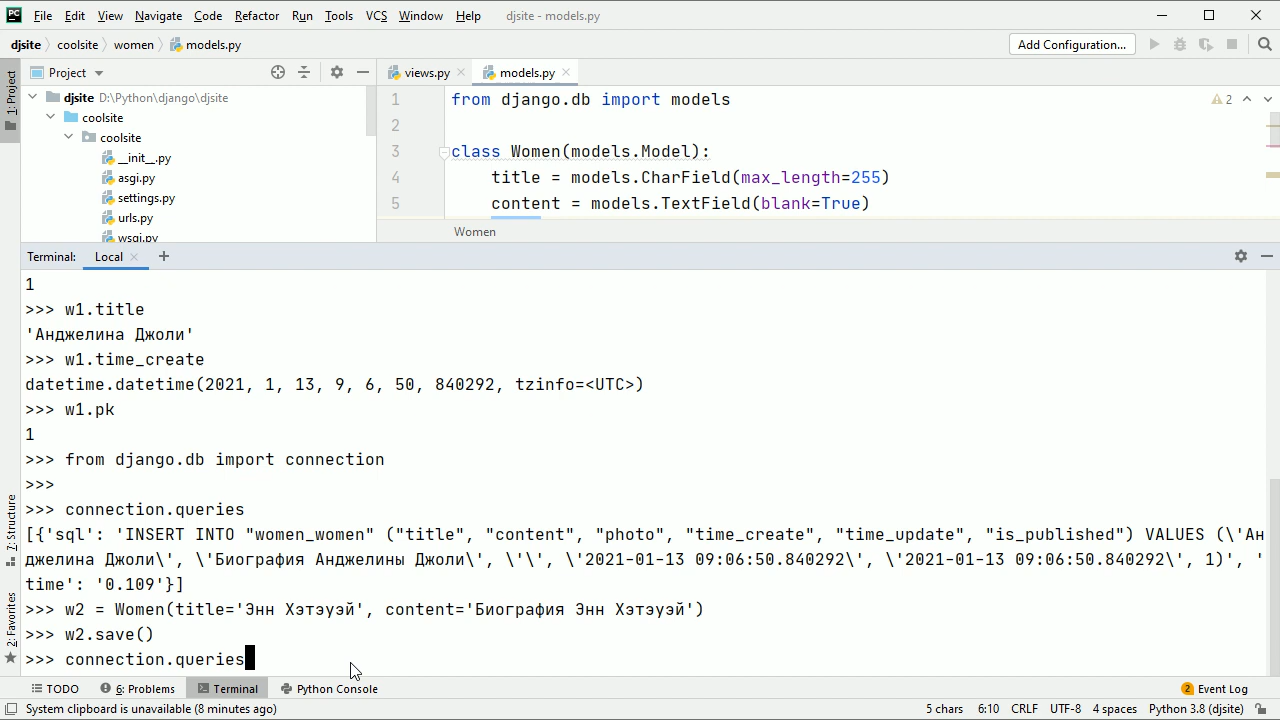 File Edit View Navigate Code Refactor Run Tools VCS Window Help djsite - models.py
djsite coolsite women models.py Add Configuration...
1: Project
Project
views.py models.py
djsite D:\Python\django\djsite
coolsite
coolsite
__init__.py
asgi.py
settings.py
urls.py
wsgi.py
1 from django.db import models
2
3 class Women(models.Model):
4 title = models.CharField(max_length=255)
5 content = models.TextField(blank=True)
2
Women
Terminal: Local +
1
>>> w1.title
'Анджелина Джоли'
>>> w1.time_create
datetime.datetime(2021, 1, 13, 9, 6, 50, 840292, tzinfo=<UTC>)
>>> w1.pk
1
>>> from django.db import connection
>>>
>>> connection.queries
[{'sql': 'INSERT INTO "women_women" ("title", "content", "photo", "time_create", "time_update", "is_published") VALUES (\'Ан
джелина Джоли\', \'Биография Анджелины Джоли\', \'\', \'2021-01-13 09:06:50.840292\', \'2021-01-13 09:06:50.840292\', 1)', '
time': '0.109'}]
>>> w2 = Women(title='Энн Хэтэуэй', content='Биография Энн Хэтэуэй')
>>> w2.save()
>>> connection.queries
Z: Structure
2: Favorites
TODO 6: Problems Terminal Python Console 2 Event Log
System clipboard is unavailable (8 minutes ago) 5 chars 6:10 CRLF UTF-8 4 spaces Python 3.8 (djsite)